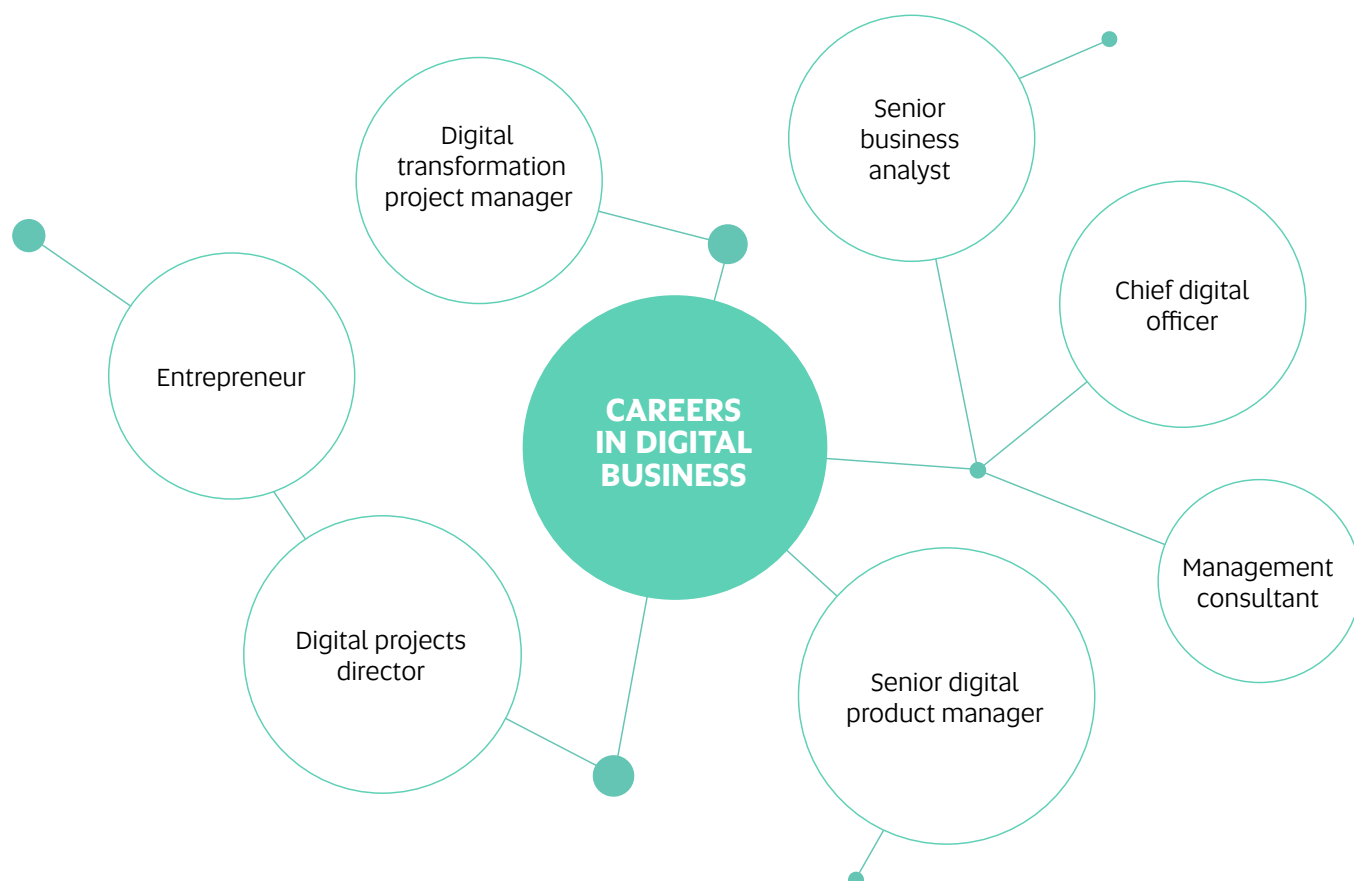 Senior
business
analyst
Digital
transformation
project manager
Chief digital
officer
Entrepreneur
CAREERS
IN DIGITAL
BUSINESS
Management
consultant
Digital projects
director
Senior digital
product manager